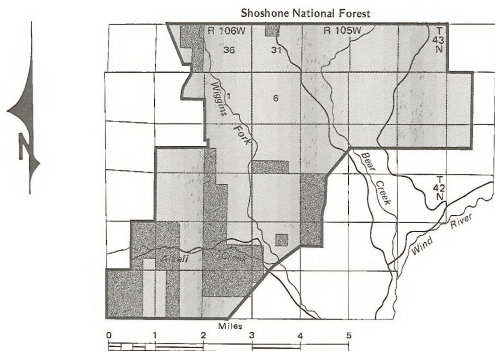 Shoshone National Forest
R 106W
R 105W
T
43
N
36
31
1
6
Wiggins
Fork
N
Bear
Creek
T
42
N
Wind River
Miles
0 1 2 3 4 5